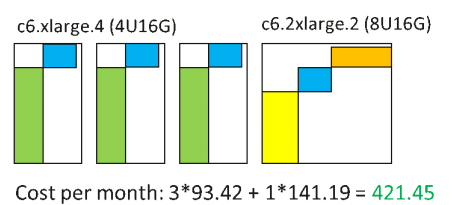 c6.xlarge.4 (4U16G)
c6.2xlarge.2 (8U16G)
Cost per month: 3*93.42 + 1*141.19 = 421.45